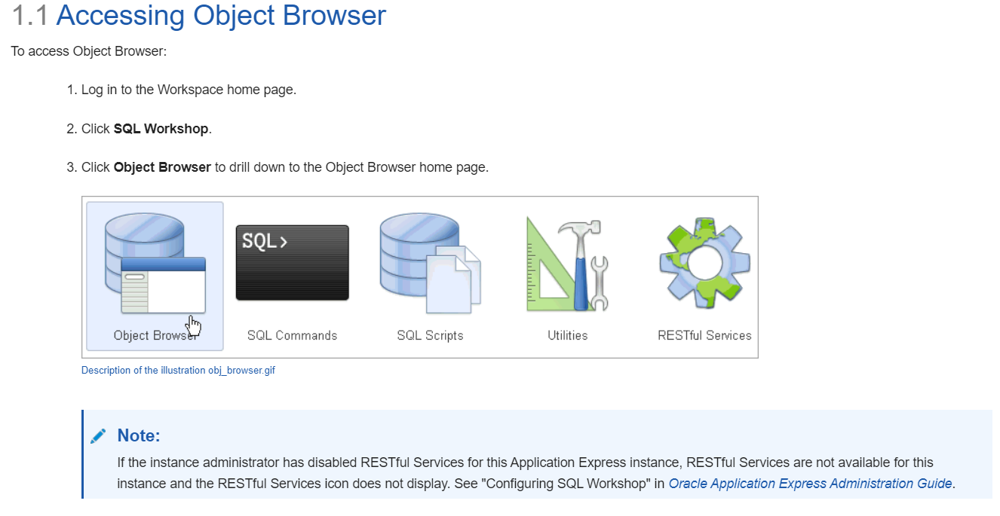 1.1 Accessing Object Browser
To access Object Browser:
1. Log in to the Workspace home page.
2. Click SQL Workshop.
3. Click Object Browser to drill down to the Object Browser home page.
SQL>
Object Browser
SQL Commands
SQL Scripts
Utilities
RESTful Services
Description of the illustration obj_browser.gif
Note:
If the instance administrator has disabled RESTful Services for this Application Express instance, RESTful Services are not available for this
instance and the RESTful Services icon does not display. See "Configuring SQL Workshop" in Oracle Application Express Administration Guide.